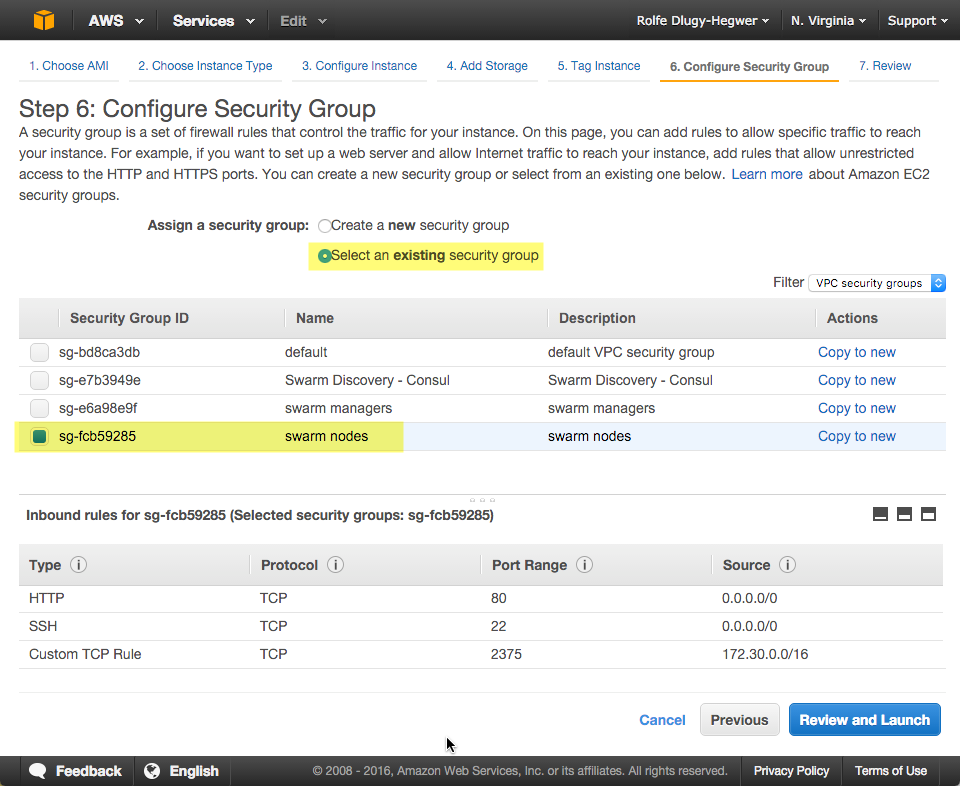 AWS Services Edit Rolfe Dlugy-Hegwer N. Virginia Support
1. Choose AMI 2. Choose Instance Type 3. Configure Instance 4. Add Storage 5. Tag Instance 6. Configure Security Group 7. Review
Step 6: Configure Security Group
A security group is a set of firewall rules that control the traffic for your instance. On this page, you can add rules to allow specific traffic to reach
your instance. For example, if you want to set up a web server and allow Internet traffic to reach your instance, add rules that allow unrestricted
access to the HTTP and HTTPS ports. You can create a new security group or select from an existing one below. Learn more about Amazon EC2
security groups.
Assign a security group: Create a new security group
Select an existing security group
Filter VPC security groups
Security Group ID Name Description Actions
sg-bd8ca3db default default VPC security group Copy to new
sg-e7b3949e Swarm Discovery - Consul Swarm Discovery - Consul Copy to new
sg-e6a98e9f swarm managers swarm managers Copy to new
sg-fcb59285 swarm nodes swarm nodes Copy to new
Inbound rules for sg-fcb59285 (Selected security groups: sg-fcb59285)
Type i Protocol i Port Range i Source i
HTTP TCP 80 0.0.0.0/0
SSH TCP 22 0.0.0.0/0
Custom TCP Rule TCP 2375 172.30.0.0/16
Cancel Previous Review and Launch
Feedback English © 2008 - 2016, Amazon Web Services, Inc. or its affiliates. All rights reserved. Privacy Policy Terms of Use